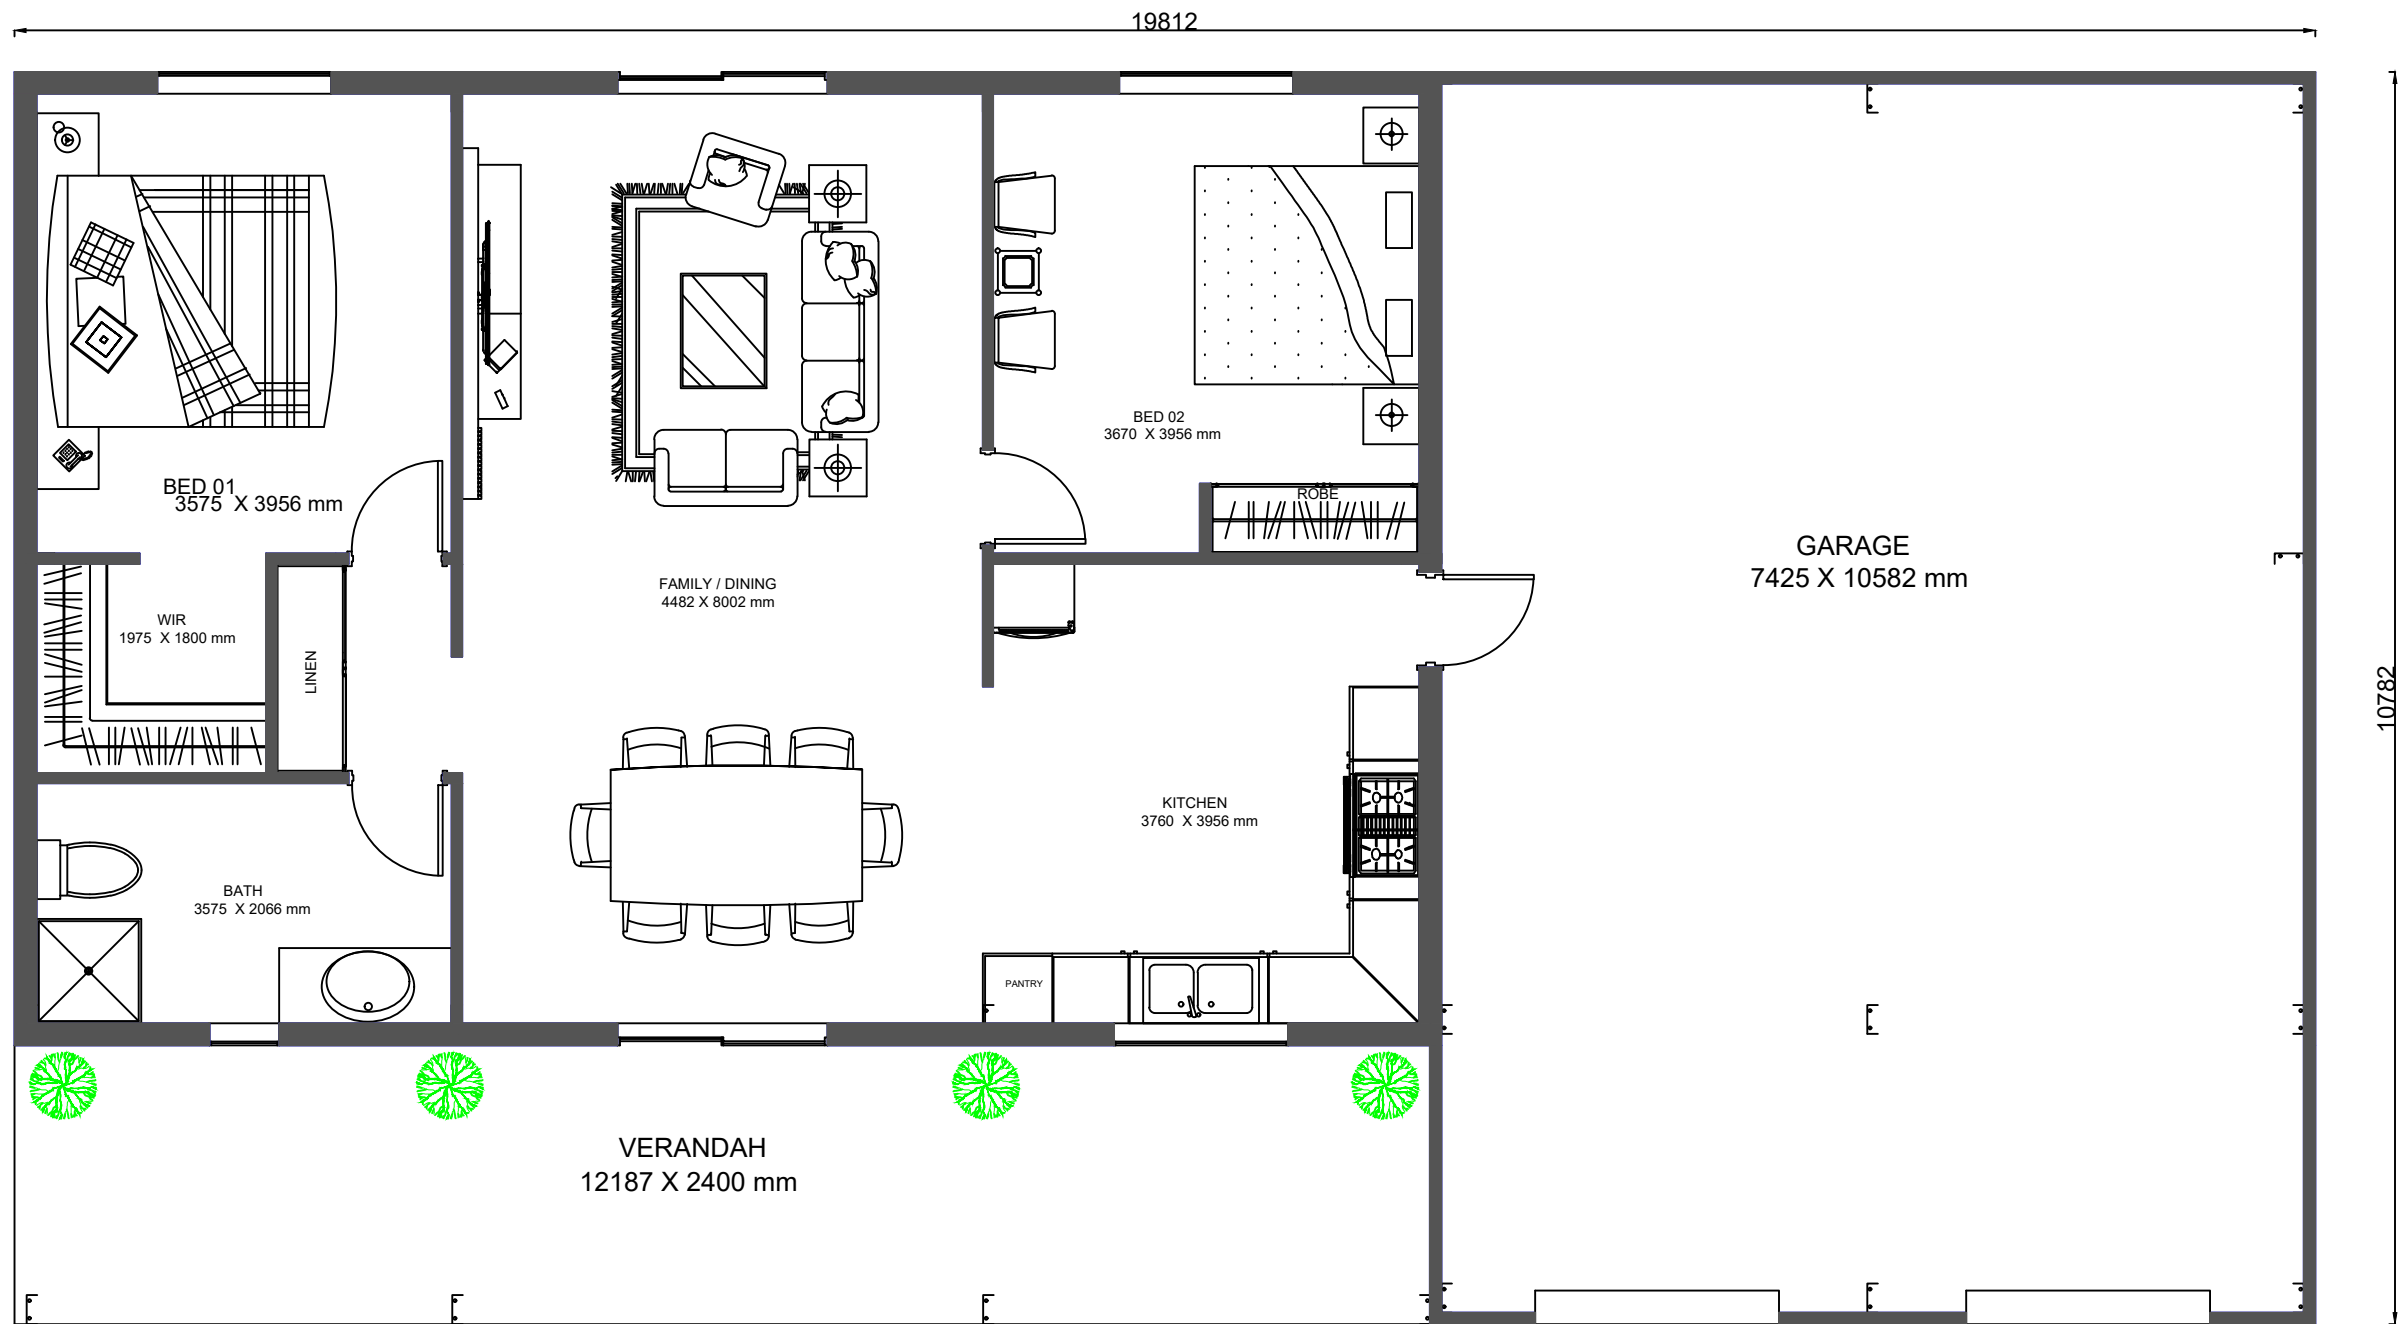 19812
BED 01
3575 X 3956 mm
WIR
1975 X 1800 mm
LINEN
BATH
3575 X 2066 mm
FAMILY / DINING
4482 X 8002 mm
BED 02
3670 X 3956 mm
ROBE
KITCHEN
3760 X 3956 mm
PANTRY
GARAGE
7425 X 10582 mm
10782
VERANDAH
12187 X 2400 mm